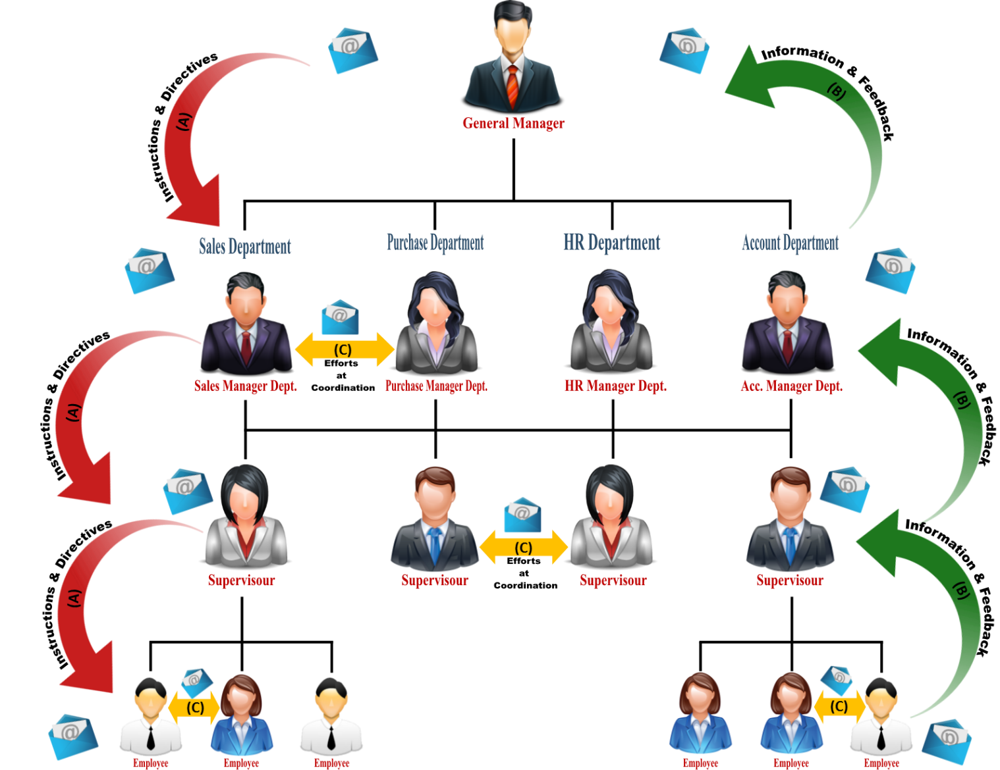 Instructions & Directives
(A)
@
@
Information & Feedback
(B)
General Manager
Sales Department
Purchase Department
HR Department
Account Department
@
@
@
(C)
Efforts
at
Coordination
Sales Manager Dept.
Purchase Manager Dept.
HR Manager Dept.
Acc. Manager Dept.
Instructions & Directives
(A)
Information & Feedback
(B)
@
@
@
(C)
Efforts
at
Coordination
Supervisour
Supervisour
Supervisour
Supervisour
Instructions & Directives
(A)
Information & Feedback
(B)
@
(C)
@
(C)
@
@
Employee
Employee
Employee
Employee
Employee
Employee